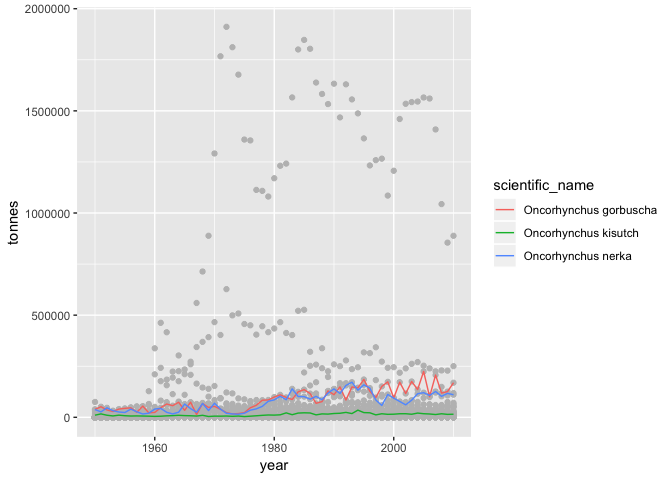 2000000
1500000
1000000
500000
0
tonnes
1960
1980
2000
year
scientific_name
Oncorhynchus gorbuscha
Oncorhynchus kisutch
Oncorhynchus nerka